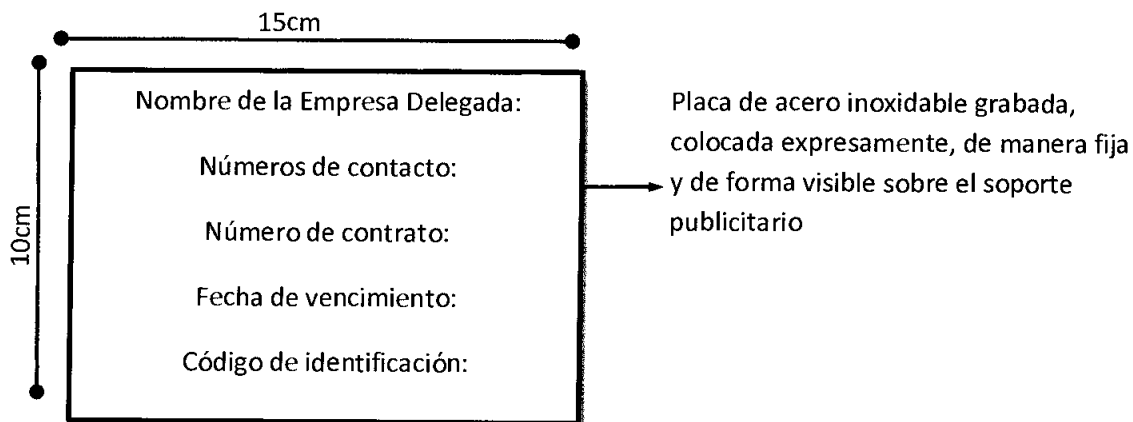 15cm
10cm
Nombre de la Empresa Delegada:
Números de contacto:
Número de contrato:
Fecha de vencimiento:
Código de identificación:
Placa de acero inoxidable grabada,
colocada expresamente, de manera fija
y de forma visible sobre el soporte
publicitario